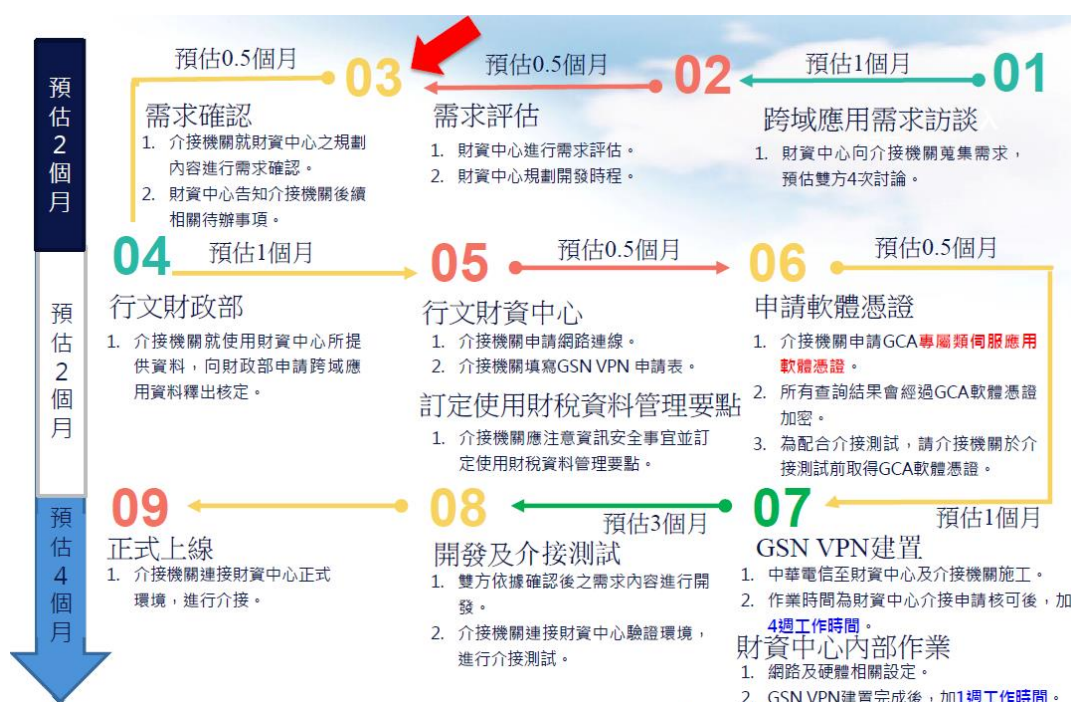 預估2個月
預估2個月
預估4個月
預估0.5個月
03
預估0.5個月
02
預估1個月
01
需求確認
1. 介接機關就財資中心之規劃
內容進行需求確認。
2. 財資中心告知介接機關後續
相關待辦事項。
需求評估
1. 財資中心進行需求評估。
2. 財資中心規劃開發時程。
跨域應用需求訪談
1. 財資中心向介接機關蒐集需求，
預估雙方4次討論。
04
預估1個月
05
預估0.5個月
06
預估0.5個月
行文財政部
1. 介接機關就使用財資中心所提
供資料，向財政部申請跨域應
用資料釋出核定。
行文財資中心
1. 介接機關申請網路連線。
2. 介接機關填寫GSN VPN 申請表。
訂定使用財稅資料管理要點
1. 介接機關應注意資訊安全事宜並訂
定使用財稅資料管理要點。
申請軟體憑證
1. 介接機關申請GCA專屬類伺服應用
軟體憑證。
2. 所有查詢結果會經過GCA軟體憑證
加密。
3. 為配合介接測試，請介接機關於介
接測試前取得GCA軟體憑證。
09
08
預估3個月
07
預估1個月
正式上線
1. 介接機關連接財資中心正式
環境，進行介接。
開發及介接測試
1. 雙方依據確認後之需求內容進行開
發。
2. 介接機關連接財資中心驗證環境，
進行介接測試。
GSN VPN建置
1. 中華電信至財資中心及介接機關施工。
2. 作業時間為財資中心介接申請核可後，加
4週工作時間。
財資中心內部作業
1. 網路及硬體相關設定。
2. GSN VPN建置完成後，加1週工作時間。